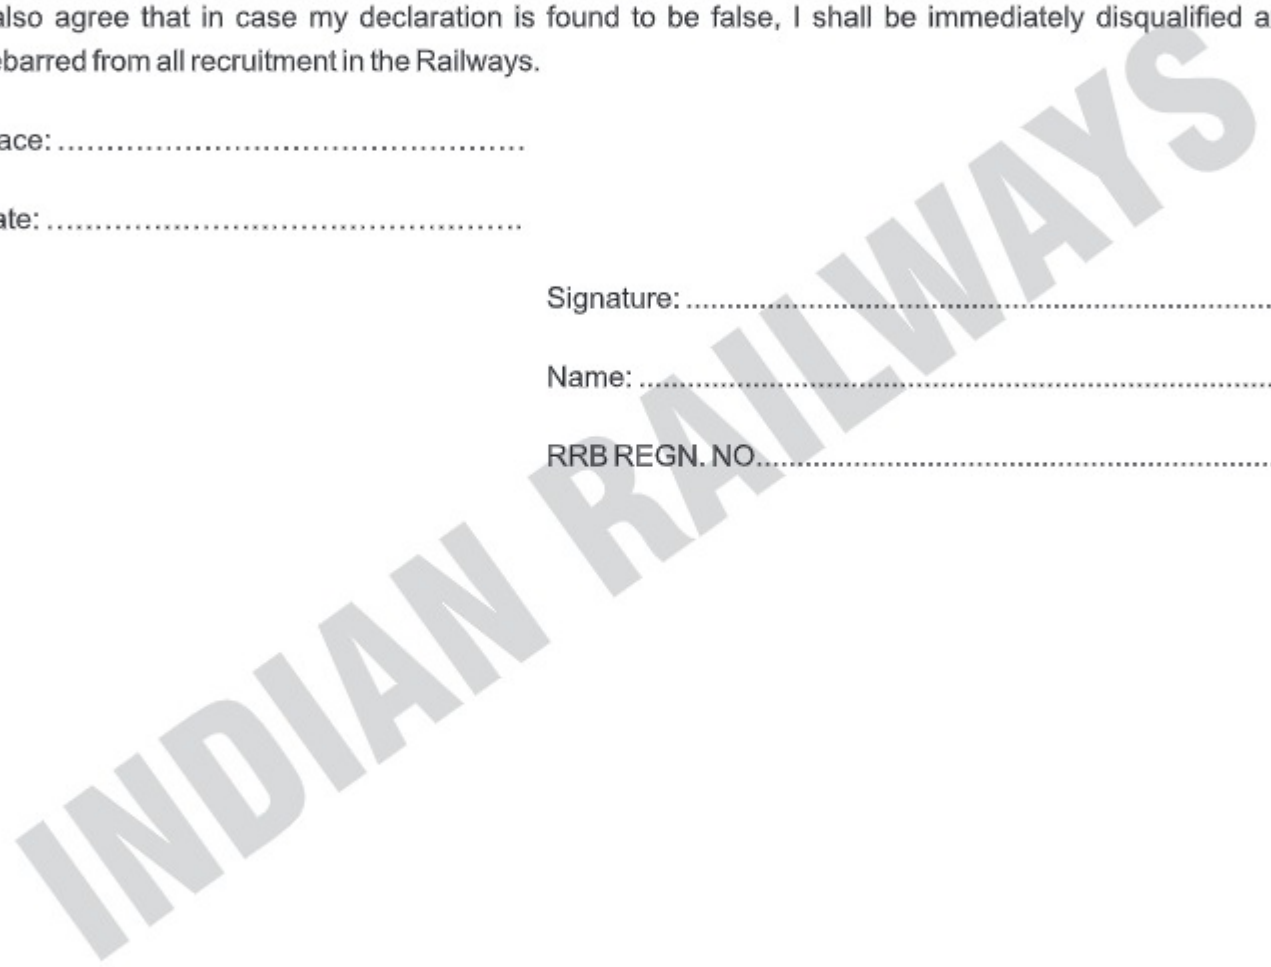 also agree that in case my declaration is found to be false, I shall be immediately disqualified a
ebarred from all recruitment in the Railways.
ace: ................................................
ate: ................................................
Signature: ................................................................
Name: ................................................................
RRB REGN. NO................................................................
INDIAN RAILWAYS